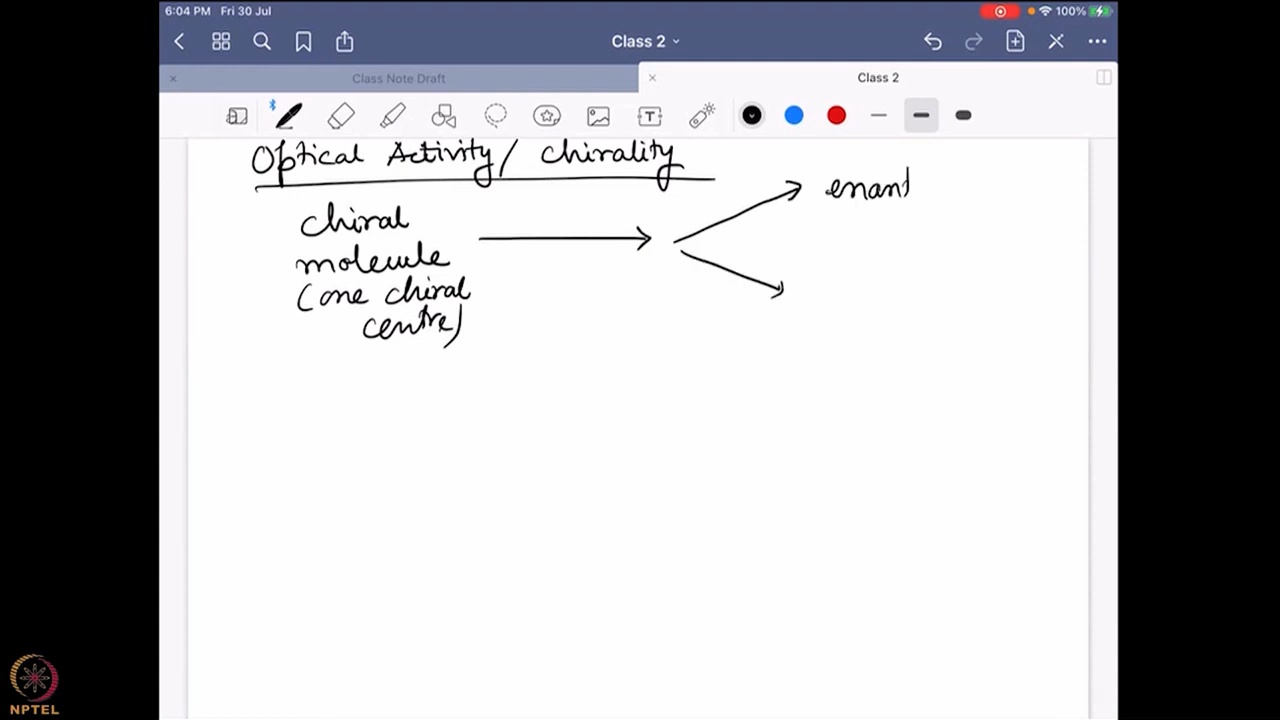 6:04 PM Fri 30 Jul
100%
Class 2
Class Note Draft
Class 2
T
Optical Activity / Chirality
enant
chiral
molecule
(one chiral
centre)
NPTEL